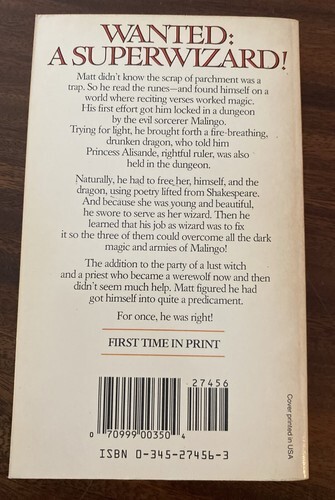 WANTED:
A SUPERWIZARD!
Matt didn't know the scrap of parchment was a
trap. So he read the runes—and found himself on a
world where reciting verses worked magic.
His first effort got him locked in a dungeon
by the evil sorcerer Malingo.
Trying for light, he brought forth a fire-breathing,
drunken dragon, who told him
Princess Alisande, rightful ruler, was also
held in the dungeon.
Naturally, he had to free her, himself, and the
dragon, using poetry lifted from Shakespeare.
And because she was young and beautiful,
he swore to serve as her wizard. Then he
learned that his job as wizard was to fix
it so the three of them could overcome all the dark
magic and armies of Malingo!
The addition to the party of a lust witch
and a priest who became a werewolf now and then
didn't seem much help. Matt figured he had
got himself into quite a predicament.
For once, he was right!
FIRST TIME IN PRINT
27456
0 70999 00350 4
ISBN 0-345-27456-3
Cover printed in USA